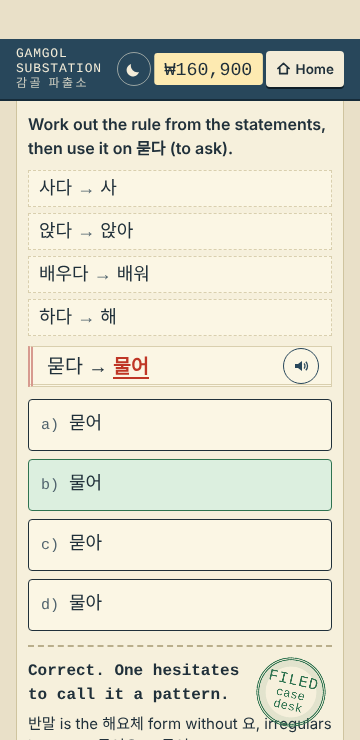 GAMGOL
SUBSTATION
감골 파출소
₩160,900
Home
Work out the rule from the statements,
then use it on 묻다 (to ask).
사다 → 사
앉다 → 앉아
배우다 → 배워
하다 → 해
묻다 → 물어
a) 묻어
b) 물어
c) 묻아
d) 물아
Correct. One hesitates
to call it a pattern.
FILED
case
desk
반말 is the 해요체 form without 요, irregulars